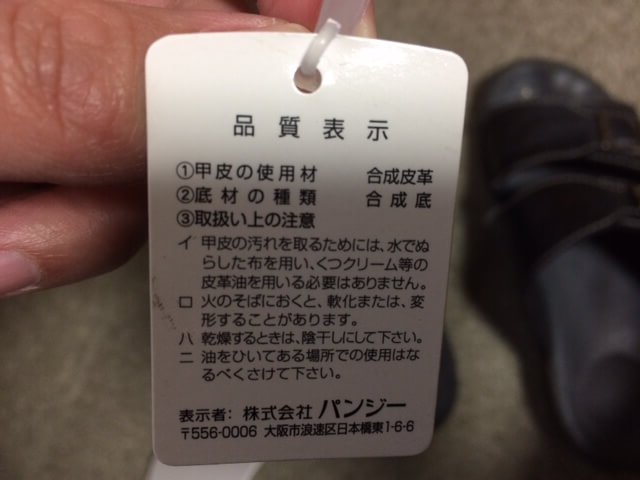 品質表示
①甲皮の使用材 合成皮革
②底材の種類 合成底
③取扱い上の注意
イ 甲皮の汚れを取るためには、水でぬ
らした布を用い、くつクリーム等の
皮革油を用いる必要はありません。
ロ 火のそばにおくと、軟化または、変
形することがあります。
ハ 乾燥するときは、陰干しにして下さい。
ニ 油をひいてある場所での使用はな
るべくさけて下さい。
表示者: 株式会社 パンジー
〒556-0006 大阪市浪速区日本橋東1-6-6